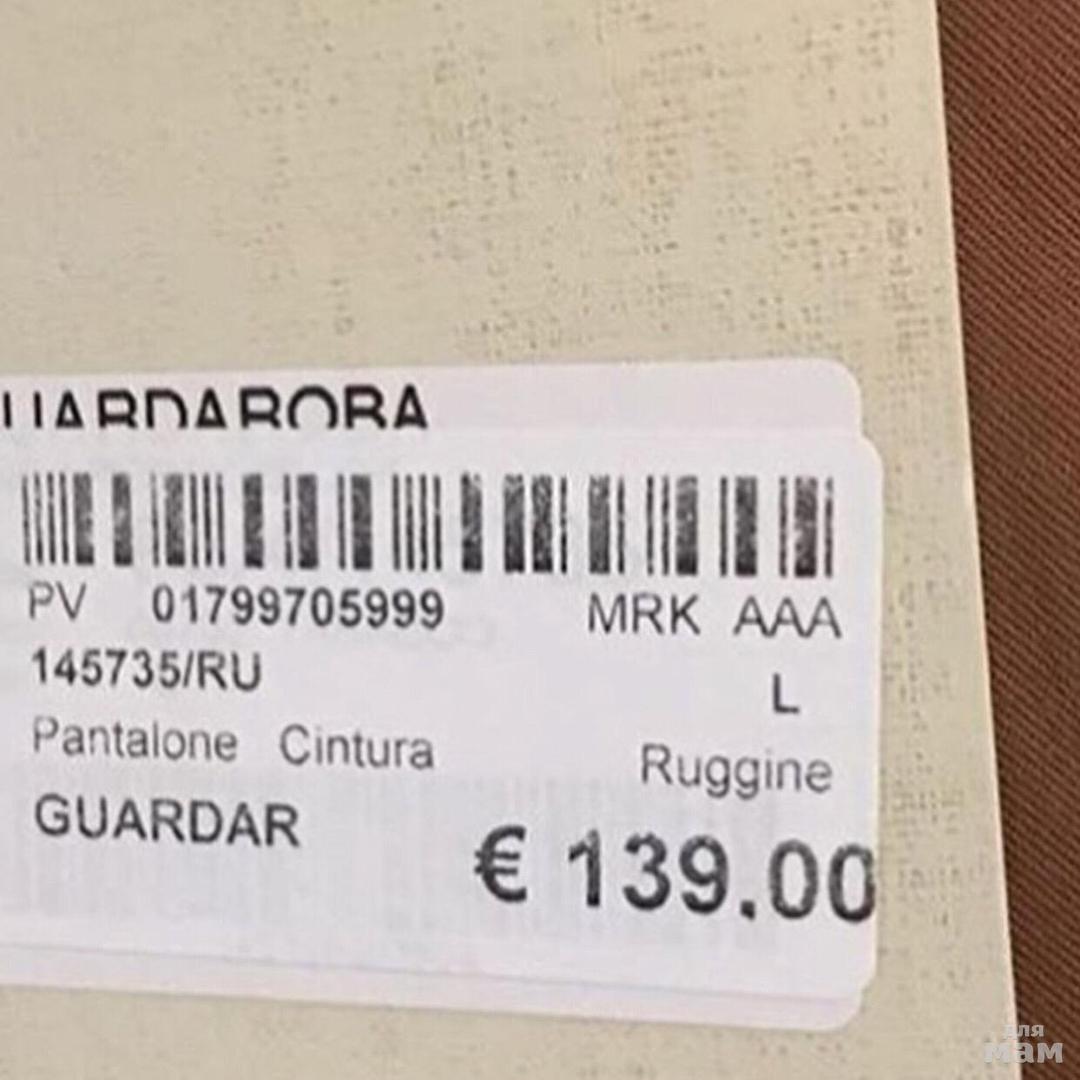 UARDAROBA
PV 01799705999 MRK AAA
145735/RU L
Pantalone Cintura Ruggine
GUARDAR € 139.00
для
мам